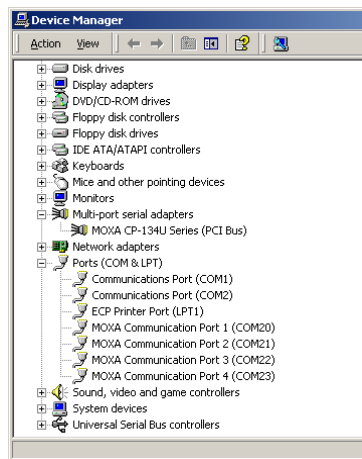 Device Manager
Action View
Disk drives
Display adapters
DVD/CD-ROM drives
Floppy disk controllers
Floppy disk drives
IDE ATA/ATAPI controllers
Keyboards
Mice and other pointing devices
Monitors
Multi-port serial adapters
MOXA CP-134U Series (PCI Bus)
Network adapters
Ports (COM & LPT)
Communications Port (COM1)
Communications Port (COM2)
ECP Printer Port (LPT1)
MOXA Communication Port 1 (COM20)
MOXA Communication Port 2 (COM21)
MOXA Communication Port 3 (COM22)
MOXA Communication Port 4 (COM23)
Sound, video and game controllers
System devices
Universal Serial Bus controllers